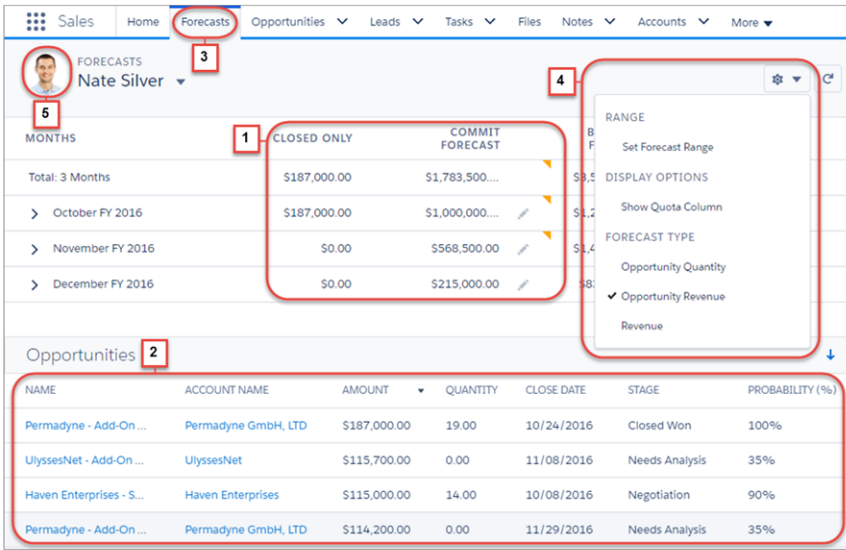 Sales Home Forecasts Opportunities Leads Tasks Files Notes Accounts More
3
FORECASTS
Nate Silver
5
4
RANGE
Set Forecast Range
DISPLAY OPTIONS
Show Quota Column
FORECAST TYPE
Opportunity Quantity
Opportunity Revenue
Revenue
1
MONTHS CLOSED ONLY COMMIT FORECAST B F
Total: 3 Months $187,000.00 $1,783,500.... $3,5
October FY 2016 $187,000.00 $1,000,000.... $1,2
November FY 2016 $0.00 $568,500.00 $1,4
December FY 2016 $0.00 $215,000.00 $83
Opportunities 2
NAME ACCOUNT NAME AMOUNT QUANTITY CLOSE DATE STAGE PROBABILITY (%)
Permadyne - Add-On ... Permadyne GmbH, LTD $187,000.00 19.00 10/24/2016 Closed Won 100%
UlyssesNet - Add-On ... UlyssesNet $115,700.00 0.00 11/08/2016 Needs Analysis 35%
Haven Enterprises - S... Haven Enterprises $115,000.00 14.00 10/08/2016 Negotiation 90%
Permadyne - Add-On ... Permadyne GmbH, LTD $114,200.00 0.00 11/29/2016 Needs Analysis 35%